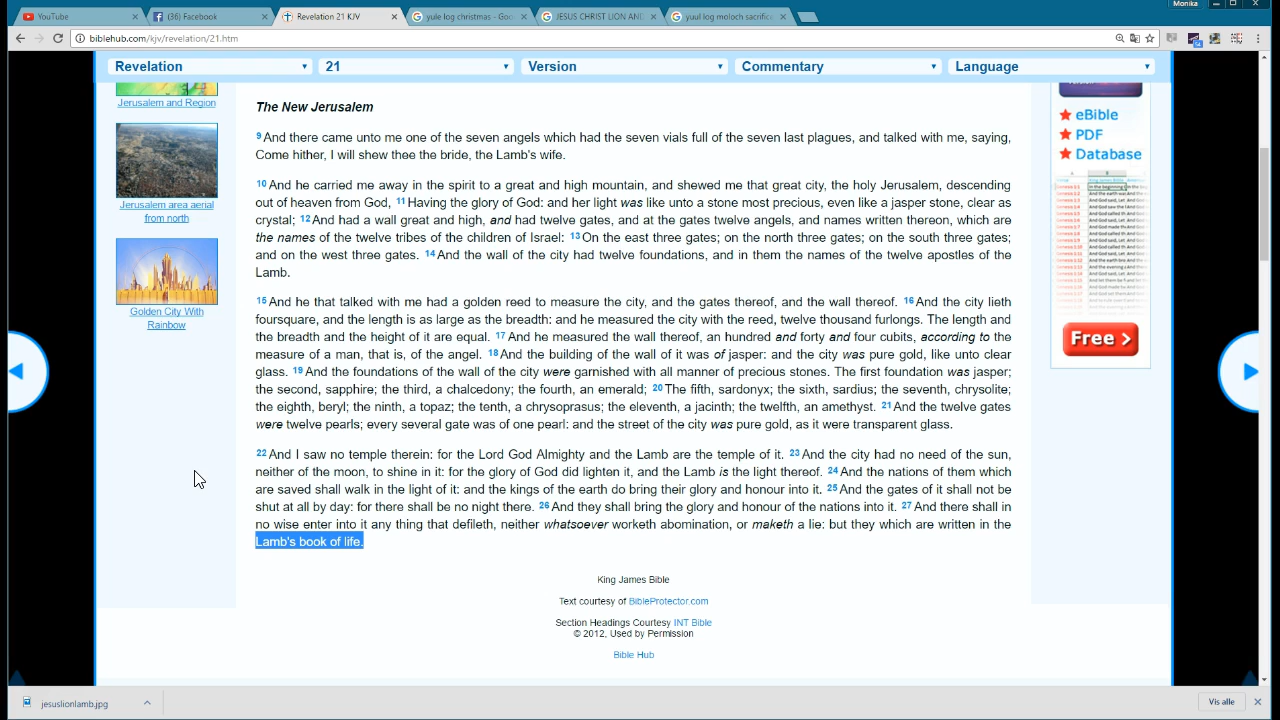 Monika
YouTube
(36) Facebook
Revelation 21 KJV
yule log christmas - Goo
JESUS CHRIST LION AND
yuul log moloch sacrific
biblehub.com/kjv/revelation/21.htm
Revelation
21
Version
Commentary
Language
Jerusalem and Region
Jerusalem area aerial
from north
Golden City With
Rainbow
The New Jerusalem
9 And there came unto me one of the seven angels which had the seven vials full of the seven last plagues, and talked with me, saying,
Come hither, I will shew thee the bride, the Lamb's wife.
10 And he carried me away in the spirit to a great and high mountain, and shewed me that great city, the holy Jerusalem, descending
out of heaven from God, 11 Having the glory of God: and her light was like unto a stone most precious, even like a jasper stone, clear as
crystal; 12 And had a wall great and high, and had twelve gates, and at the gates twelve angels, and names written thereon, which are
the names of the twelve tribes of the children of Israel: 13 On the east three gates; on the north three gates; on the south three gates;
and on the west three gates. 14 And the wall of the city had twelve foundations, and in them the names of the twelve apostles of the
Lamb.
15 And he that talked with me had a golden reed to measure the city, and the gates thereof, and the wall thereof. 16 And the city lieth
foursquare, and the length is as large as the breadth: and he measured the city with the reed, twelve thousand furlongs. The length and
the breadth and the height of it are equal. 17 And he measured the wall thereof, an hundred and forty and four cubits, according to the
measure of a man, that is, of the angel. 18 And the building of the wall of it was of jasper: and the city was pure gold, like unto clear
glass. 19 And the foundations of the wall of the city were garnished with all manner of precious stones. The first foundation was jasper;
the second, sapphire; the third, a chalcedony; the fourth, an emerald; 20 The fifth, sardonyx; the sixth, sardius; the seventh, chrysolite;
the eighth, beryl; the ninth, a topaz; the tenth, a chrysoprasus; the eleventh, a jacinth; the twelfth, an amethyst. 21 And the twelve gates
were twelve pearls; every several gate was of one pearl: and the street of the city was pure gold, as it were transparent glass.
22 And I saw no temple therein: for the Lord God Almighty and the Lamb are the temple of it. 23 And the city had no need of the sun,
neither of the moon, to shine in it: for the glory of God did lighten it, and the Lamb is the light thereof. 24 And the nations of them which
are saved shall walk in the light of it: and the kings of the earth do bring their glory and honour into it. 25 And the gates of it shall not be
shut at all by day: for there shall be no night there. 26 And they shall bring the glory and honour of the nations into it. 27 And there shall in
no wise enter into it any thing that defileth, neither whatsoever worketh abomination, or maketh a lie: but they which are written in the
Lamb's book of life.
King James Bible
Text courtesy of BibleProtector.com
Section Headings Courtesy INT Bible
© 2012, Used by Permission
Bible Hub
eBible
PDF
Database
Free >
jesuslionlamb.jpg
Vis alle